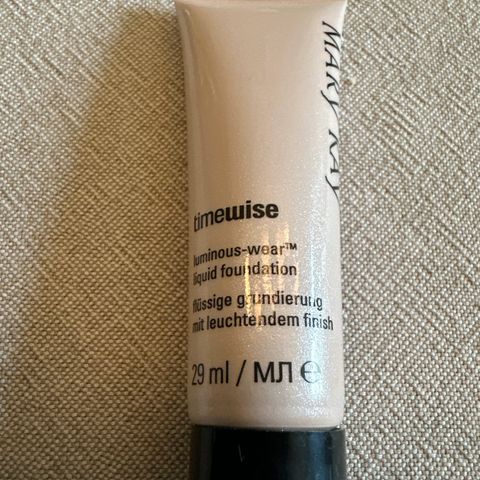 MARY KAY
timewise
luminous-wear™
liquid foundation
flüssige grundierung
mit leuchtendem finish
29 ml / МЛ ℮